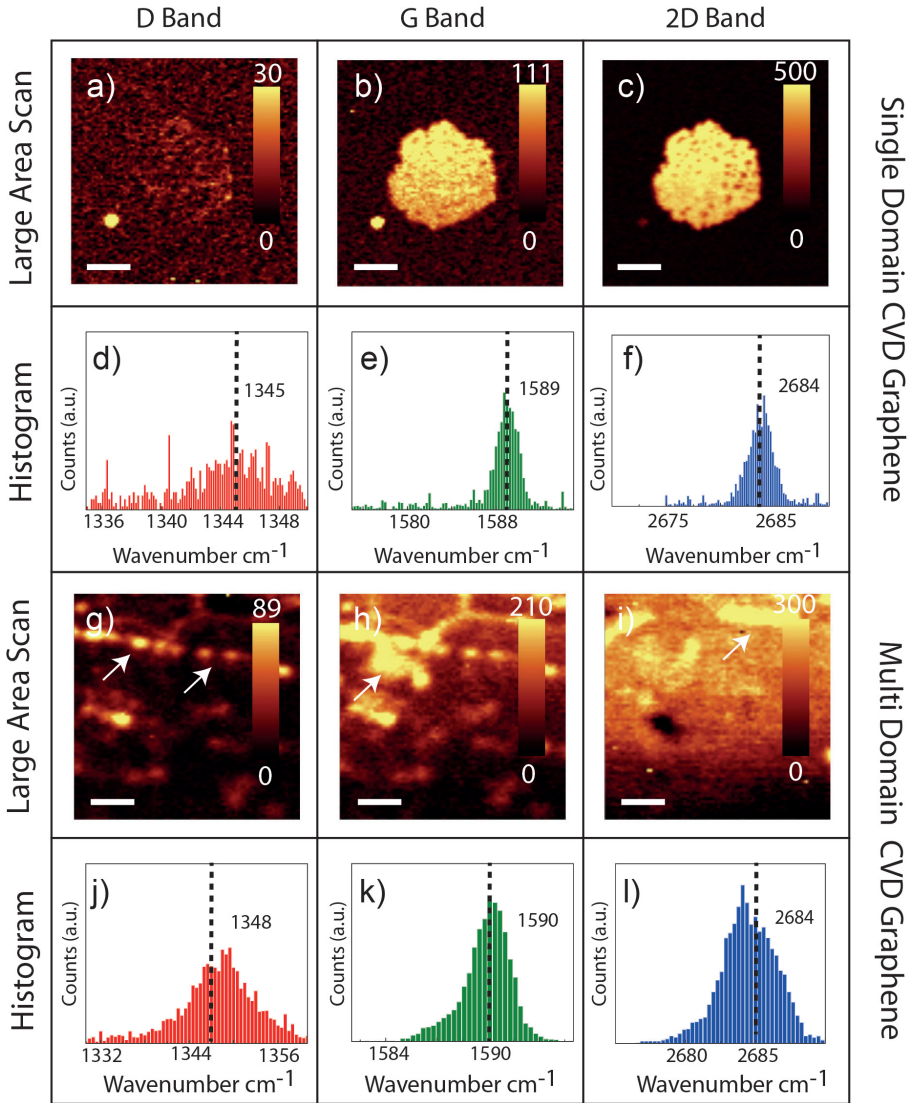 D Band
G Band
2D Band
Large Area Scan
a)
30
0
b)
111
0
c)
500
0
Single Domain CVD Graphene
Histogram
d)
1345
Counts (a.u.)
1336 1340 1344 1348
Wavenumber cm-1
e)
1589
Counts (a.u.)
1580 1588
Wavenumber cm-1
f)
2684
Counts (a.u.)
2675 2685
Wavenumber cm-1
Large Area Scan
g)
89
0
h)
210
0
i)
300
0
Multi Domain CVD Graphene
Histogram
j)
1348
Counts (a.u.)
1332 1344 1356
Wavenumber cm-1
k)
1590
Counts (a.u.)
1584 1590
Wavenumber cm-1
l)
2684
Counts (a.u.)
2680 2685
Wavenumber cm-1